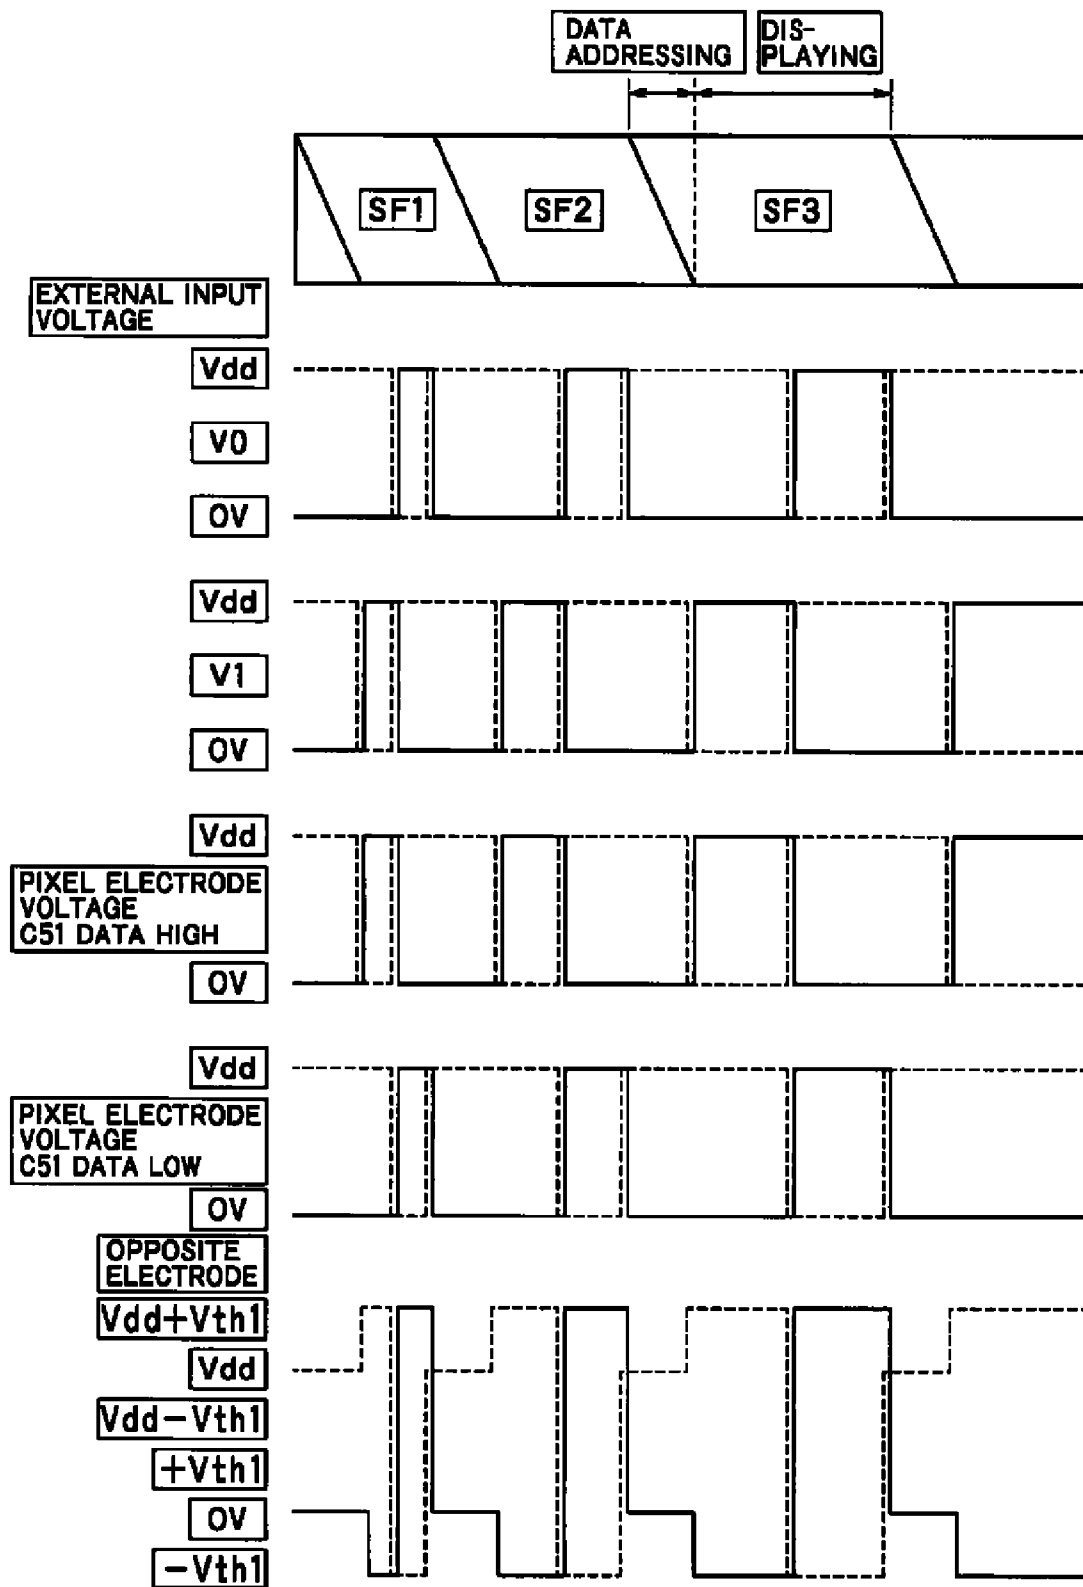 DATA
ADDRESSING
DIS-
PLAYING
SF1
SF2
SF3
EXTERNAL INPUT
VOLTAGE
Vdd
V0
0V
Vdd
V1
0V
Vdd
PIXEL ELECTRODE
VOLTAGE
C51 DATA HIGH
0V
Vdd
PIXEL ELECTRODE
VOLTAGE
C51 DATA LOW
0V
OPPOSITE
ELECTRODE
Vdd+Vth1
Vdd
Vdd-Vth1
+Vth1
0V
-Vth1